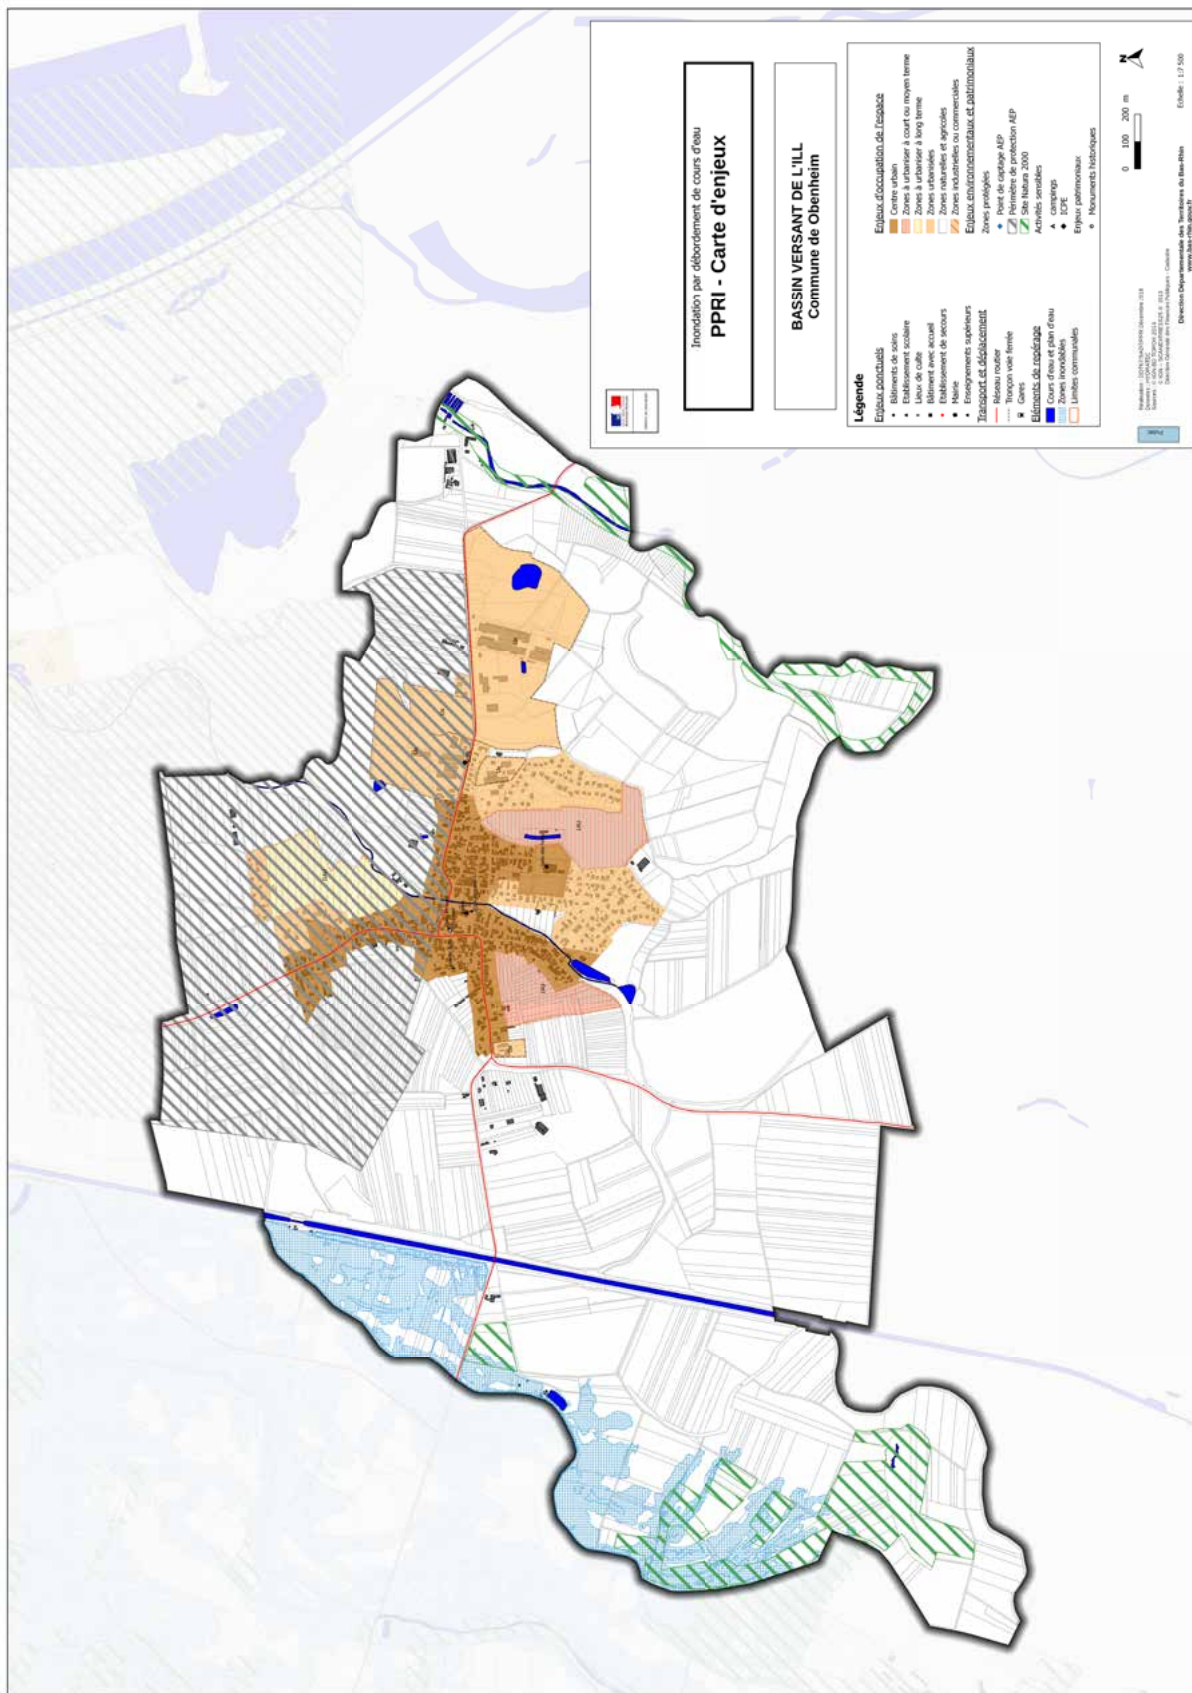 Inondation par débordement de cours d'eau
PPRI - Carte d'enjeux
BASSIN VERSANT DE L'ILL
Commune de Obenheim
Légende
Enjeux ponctuels
Bâtiments de soins
Etablissement scolaire
Lieux de culte
Bâtiment avec accueil
Etablissement de secours
Mairie
Enseignements supérieurs
Transport et déplacement
Réseau routier
Tronçon voie ferrée
Gares
Eléments de repérage
Cours d'eau et plan d'eau
Zones inondables
Limites communales
Enjeux d'occupation de l'espace
Centre urbain
Zones à urbaniser à court ou moyen terme
Zones à urbaniser à long terme
Zones urbanisées
Zones naturelles et agricoles
Zones industrielles ou commerciales
Enjeux environnementaux et patrimoniaux
Zones protégées
Point de captage AEP
Périmètre de protection AEP
Site Natura 2000
Activités sensibles
campings
ICPE
Enjeux patrimoniaux
Monuments historiques
N
0 100 200 m
Echelle : 1:7 500
Direction Départementale des Territoires du Bas-Rhin
www.bas-rhin.gouv.fr